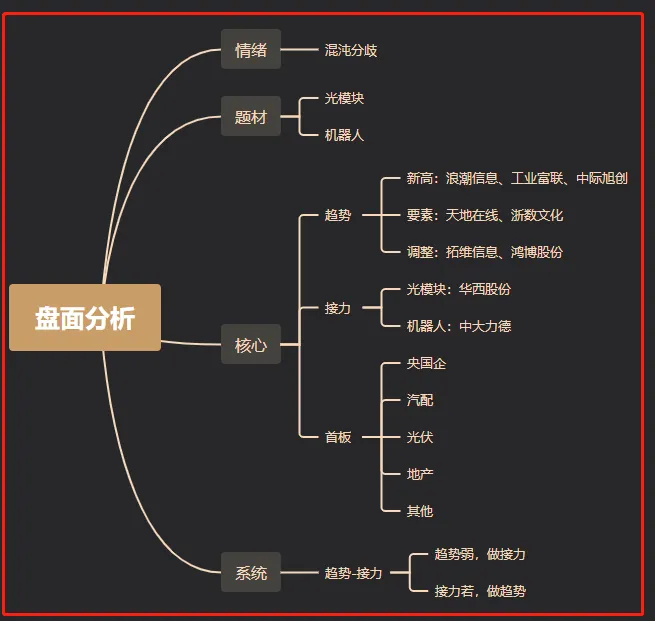 盘面分析
情绪
混沌分歧
题材
光模块
机器人
核心
趋势
新高：浪潮信息、工业富联、中际旭创
要素：天地在线、浙数文化
调整：拓维信息、鸿博股份
接力
光模块：华西股份
机器人：中大力德
首板
央国企
汽配
光伏
地产
其他
系统
趋势-接力
趋势弱，做接力
接力若，做趋势